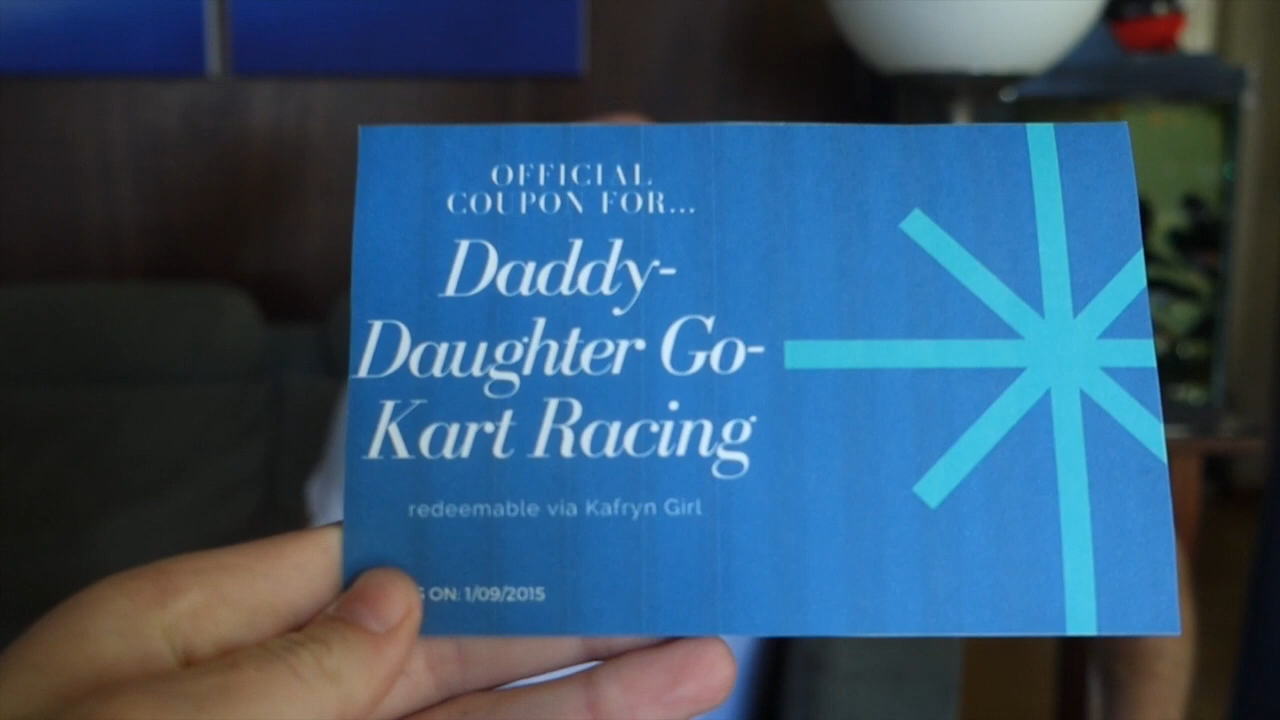 OFFICIAL
COUPON FOR...
Daddy-
Daughter Go-
Kart Racing
redeemable via Kafryn Girl
ON: 1/09/2015